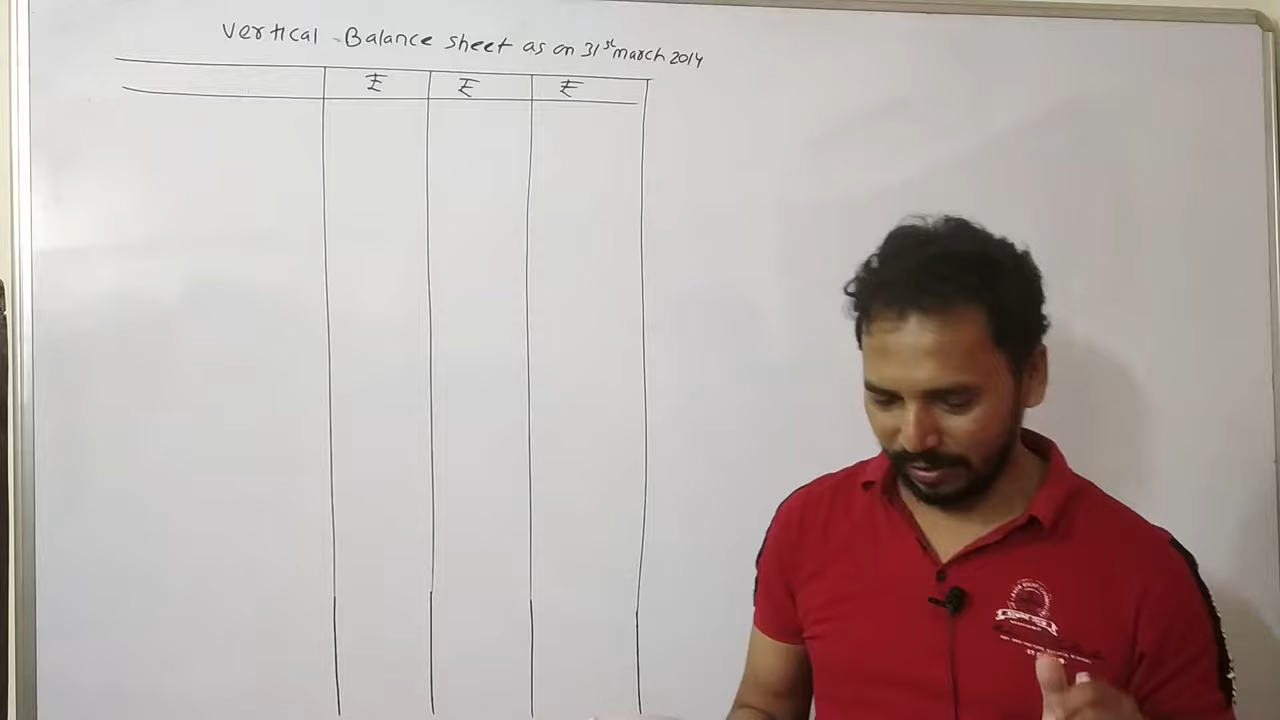 Vertical Balance sheet as on 31st march 2014
₹ ₹ ₹